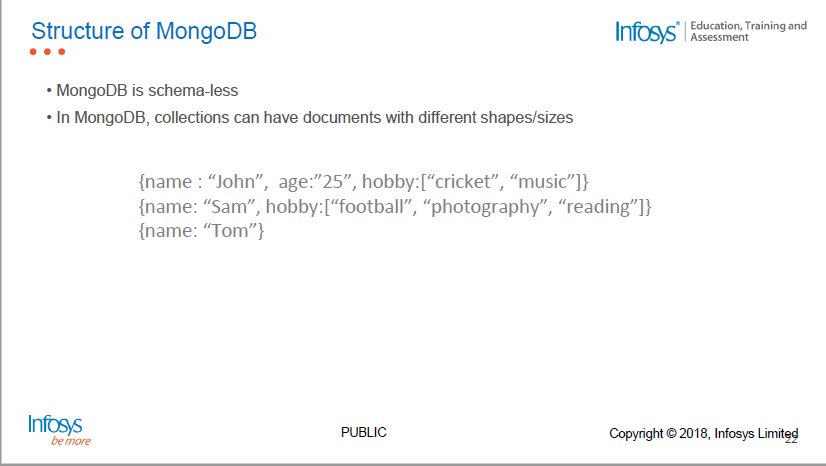 Structure of MongoDB
Infosys® | Education, Training and
Assessment
• MongoDB is schema-less
• In MongoDB, collections can have documents with different shapes/sizes
{name : “John”, age:”25”, hobby:[“cricket”, “music”]}
{name: “Sam”, hobby:[“football”, “photography”, “reading”]}
{name: “Tom”}
Infosys
be more
PUBLIC
Copyright © 2018, Infosys Limited
22